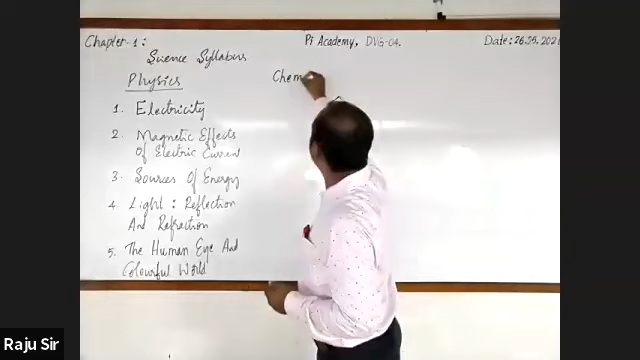 Chapter-1:
Pi Academy, DVG-04.
Date: 26.25.202
Science Syllabus
Physics
Chem
1. Electricity
2. Magnetic Effects
Of Electric Current
3. Sources Of Energy
4. Light : Reflection
And Refraction
5. The Human Eye And
Colourful World
Raju Sir